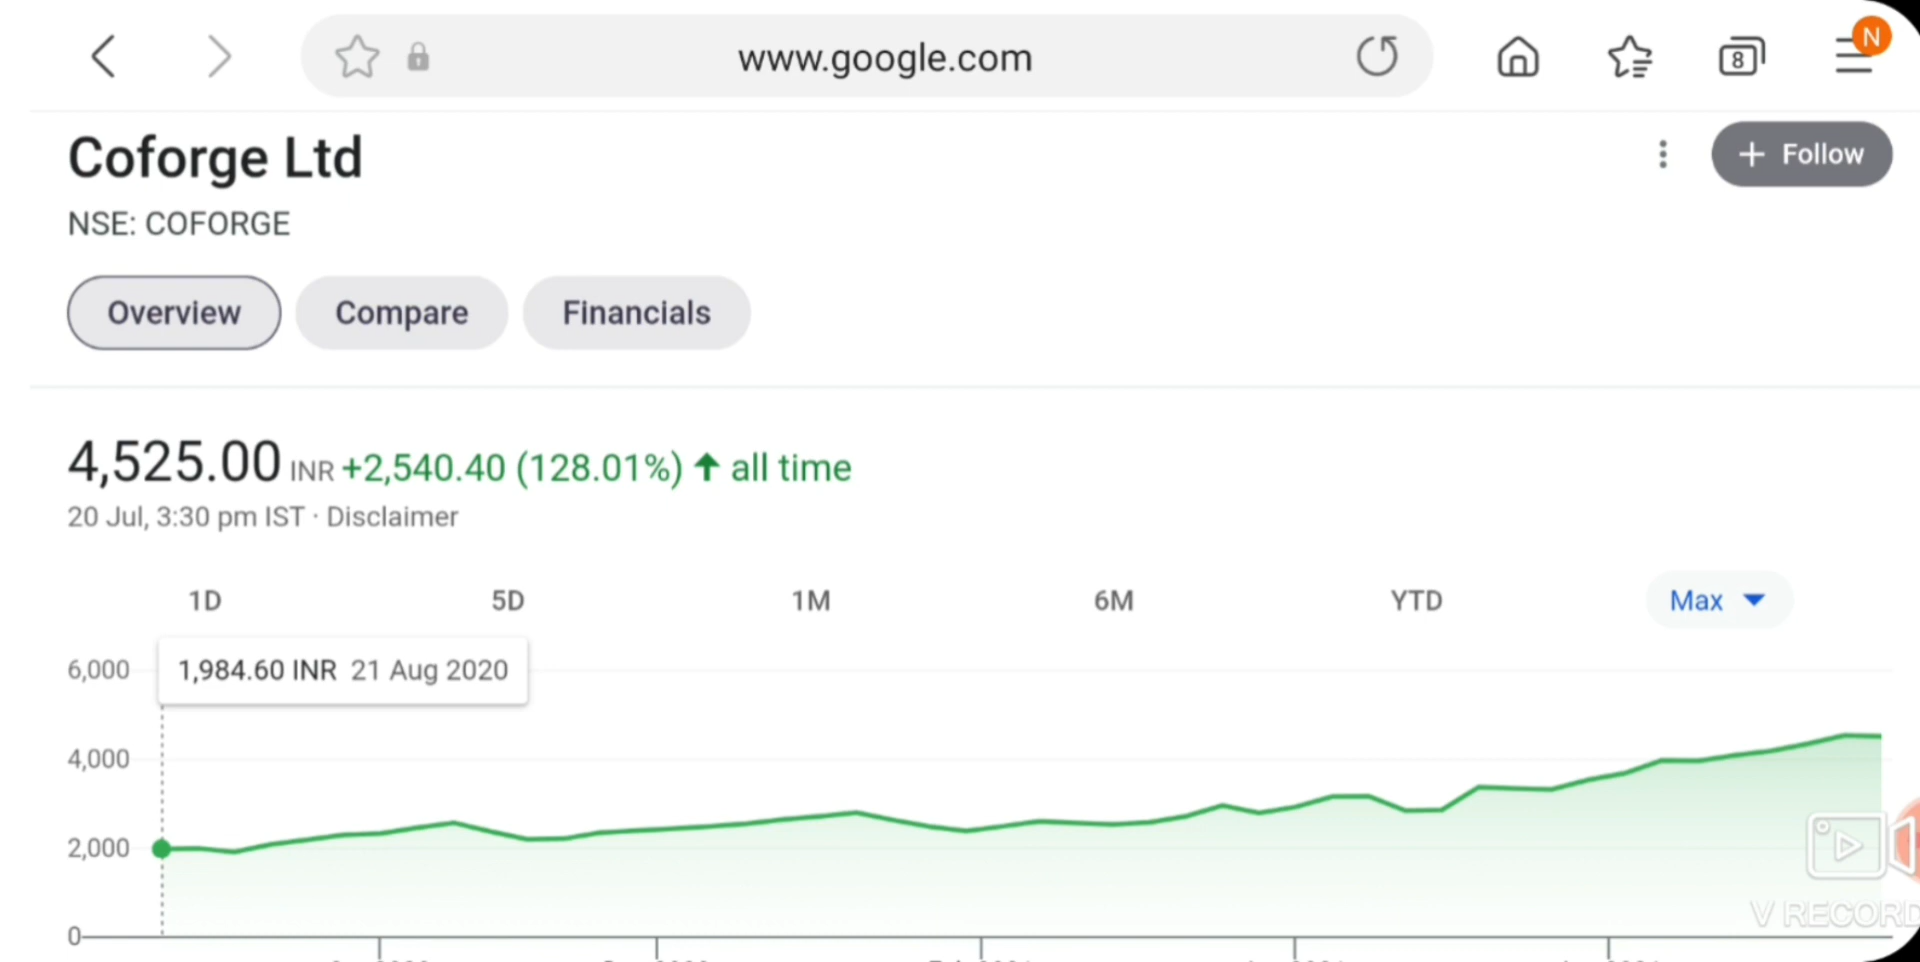 www.google.com
8
N
Coforge Ltd
+ Follow
NSE: COFORGE
Overview Compare Financials
4,525.00 INR +2,540.40 (128.01%) ↑ all time
20 Jul, 3:30 pm IST · Disclaimer
1D 5D 1M 6M YTD Max
6,000
1,984.60 INR 21 Aug 2020
4,000
2,000
0
V RECORD